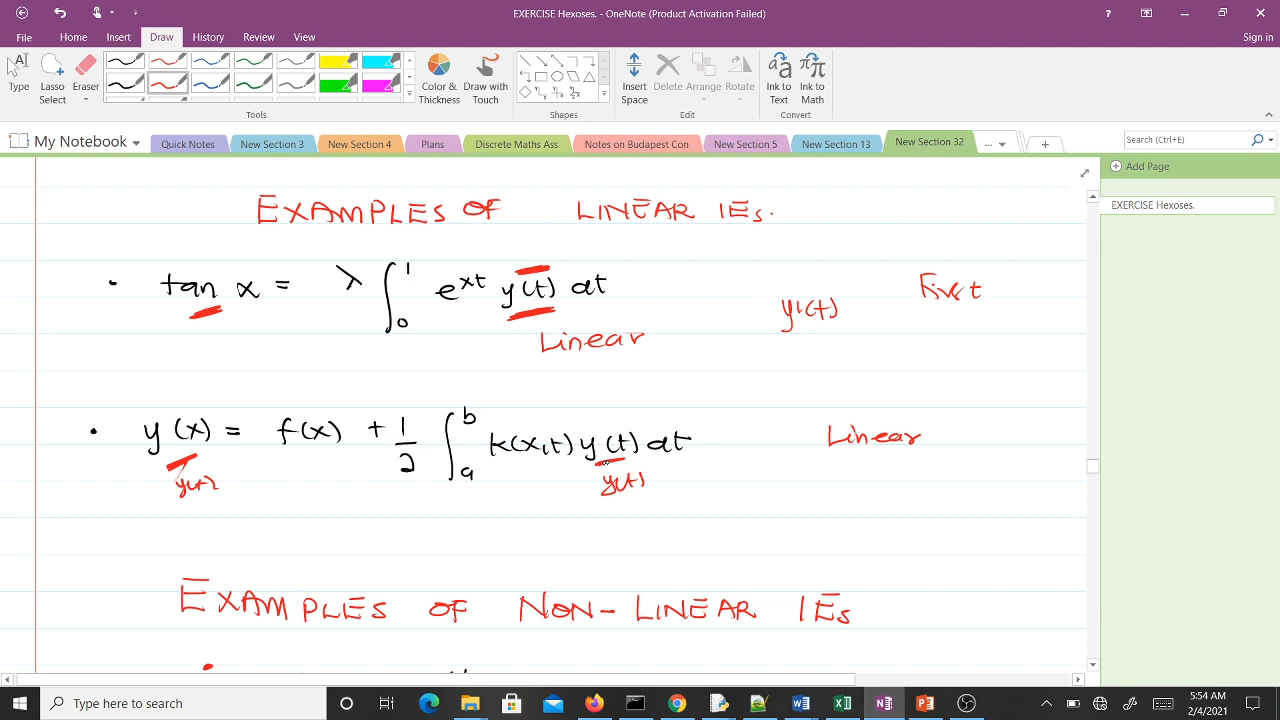 EXERCISE Hexoses. - OneNote (Product Activation Failed)
File Home Insert Draw History Review View Sign in
Type Lasso Select Eraser Color & Thickness Draw with Touch Insert Space Delete Arrange Rotate Ink to Text Ink to Math
Tools Shapes Edit Convert
My Notebook Quick Notes New Section 3 New Section 4 Plans Discrete Maths Ass Notes on Budapest Con New Section 5 New Section 13 New Section 32 ... Search (Ctrl+E)
Add Page
EXERCISE Hexoses.
EXAMPLES OF LINEAR IEs.
• tan x = λ ∫₀¹ e^{xt} y(t) dt
First
y'(t)
Linear
• y(x) = f(x) + 1/2 ∫ₐᵇ k(x,t) y(t) dt Linear
y(t) y(t)
EXAMPLES OF NON-LINEAR IEs
Type here to search
5:54 AM
2/4/2021